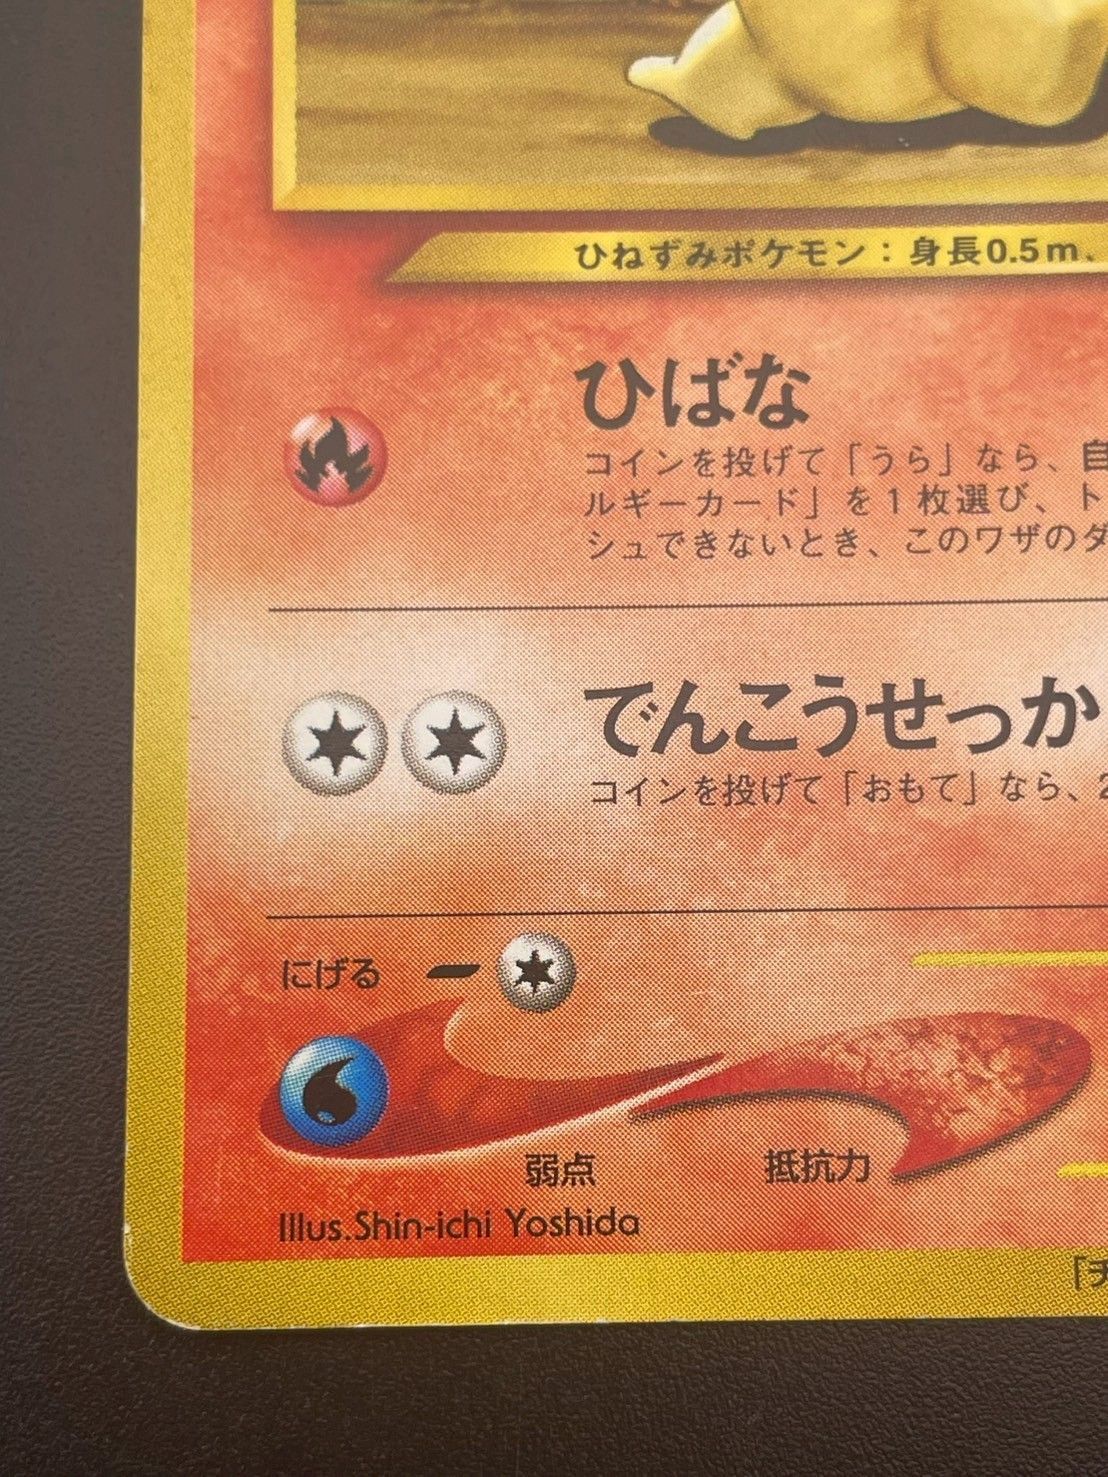 ひねずみポケモン：身長0.5m、
ひばな
コインを投げて「うら」なら、自
ルギーカード」を1枚選び、ト
シュできないとき、このワザのダ
でんこうせっか
コインを投げて「おもて」なら、2
にげる
弱点 抵抗力
Illus.Shin-ichi Yoshida
「チ